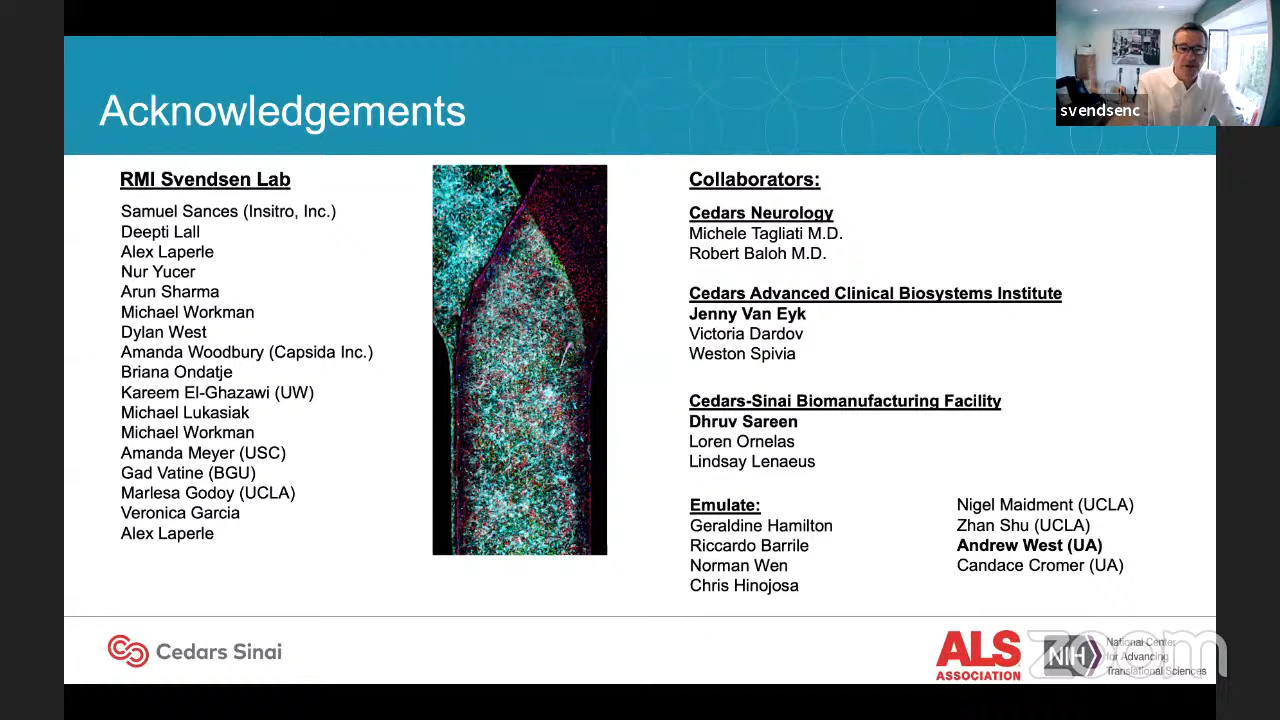 svendsenc
Acknowledgements
RMI Svendsen Lab
Samuel Sances (Insitro, Inc.)
Deepti Lall
Alex Laperle
Nur Yucer
Arun Sharma
Michael Workman
Dylan West
Amanda Woodbury (Capsida Inc.)
Briana Ondatje
Kareem El-Ghazawi (UW)
Michael Lukasiak
Michael Workman
Amanda Meyer (USC)
Gad Vatine (BGU)
Marlesa Godoy (UCLA)
Veronica Garcia
Alex Laperle
Collaborators:
Cedars Neurology
Michele Tagliati M.D.
Robert Baloh M.D.
Cedars Advanced Clinical Biosystems Institute
Jenny Van Eyk
Victoria Dardov
Weston Spivia
Cedars-Sinai Biomanufacturing Facility
Dhruv Sareen
Loren Ornelas
Lindsay Lenaeus
Emulate:
Geraldine Hamilton
Riccardo Barrile
Norman Wen
Chris Hinojosa
Nigel Maidment (UCLA)
Zhan Shu (UCLA)
Andrew West (UA)
Candace Cromer (UA)
Cedars Sinai
ALS
ASSOCIATION
NIH
National Center
for Advancing
Translational Sciences
zoom